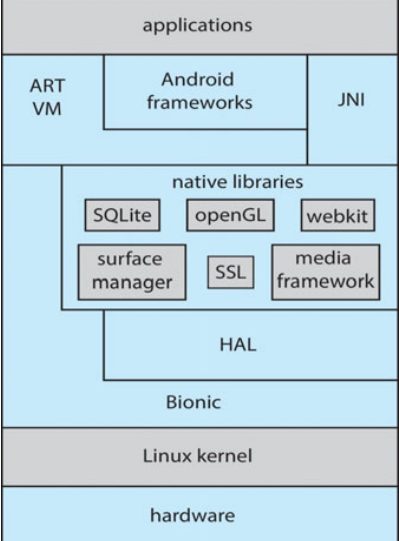 applications
ART
VM
Android
frameworks
JNI
native libraries
SQLite
openGL
webkit
surface
manager
SSL
media
framework
HAL
Bionic
Linux kernel
hardware